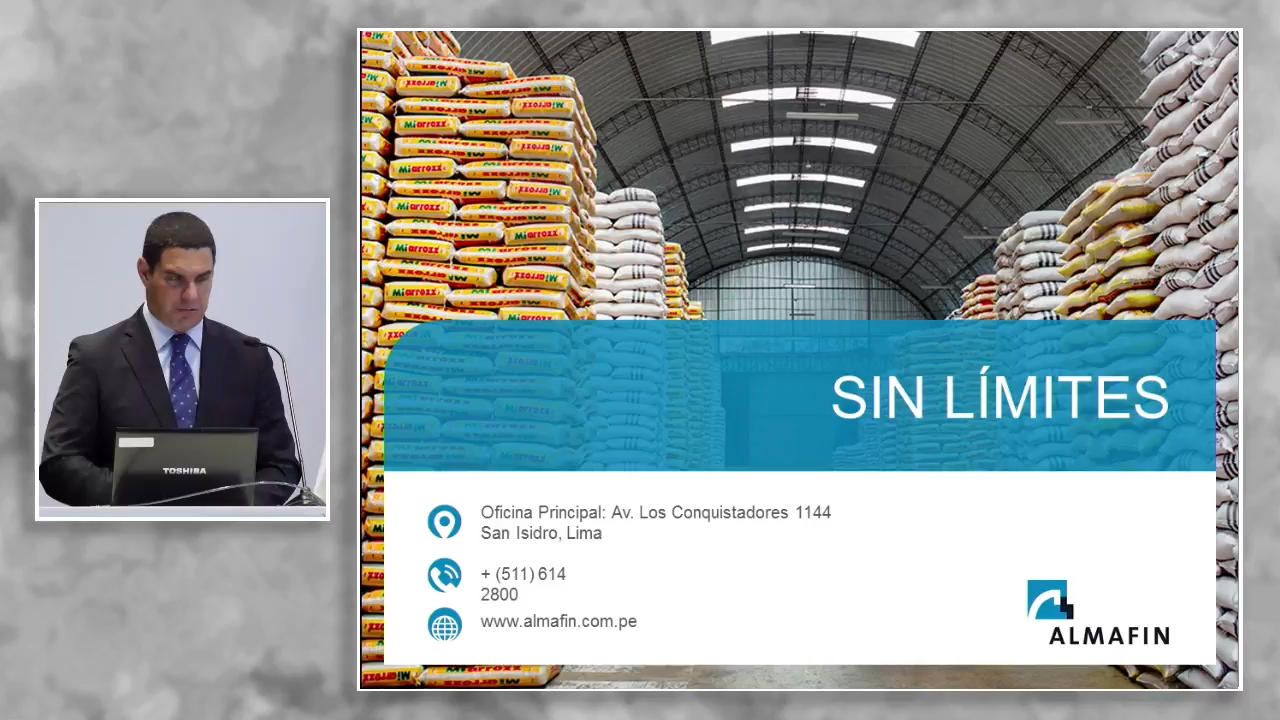 Miarrozz
SIN LÍMITES
TOSHIBA
Oficina Principal: Av. Los Conquistadores 1144
San Isidro, Lima
+ (511) 614
2800
www.almafin.com.pe
ALMAFIN